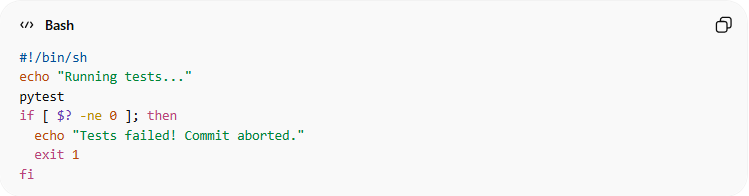 </> Bash
#!/bin/sh
echo "Running tests..."
pytest
if [ $? -ne 0 ]; then
  echo "Tests failed! Commit aborted."
  exit 1
fi